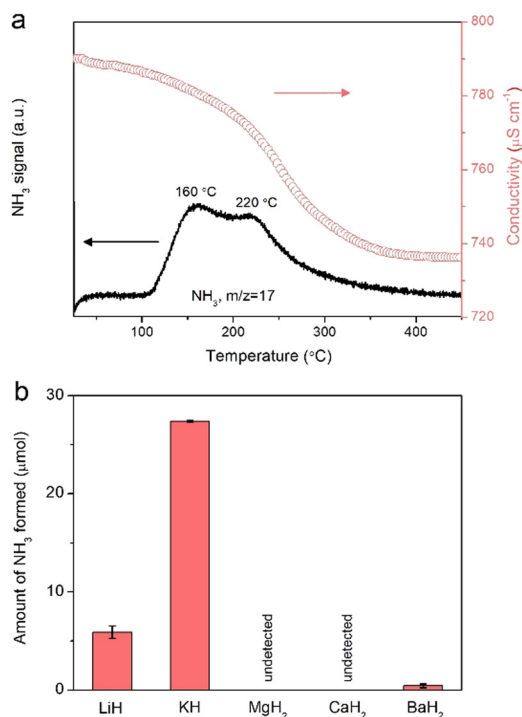 a
NH₃ signal (a.u.)
160 °C
220 °C
NH₃, m/z=17
100
200
300
400
Temperature (°C)
800
780
760
740
720
Conductivity (μS cm⁻¹)
b
Amount of NH₃ formed (μmol)
30
20
10
0
undetected
undetected
LiH KH MgH₂ CaH₂ BaH₂